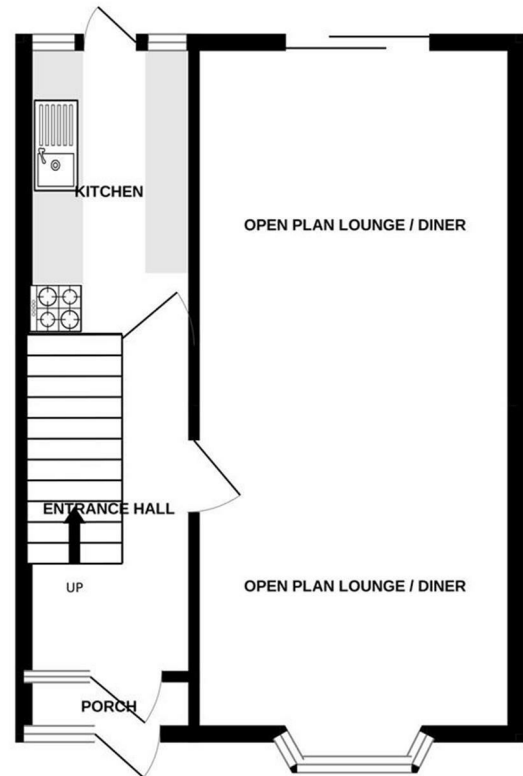 KITCHEN
OPEN PLAN LOUNGE / DINER
ENTRANCE HALL
UP
OPEN PLAN LOUNGE / DINER
PORCH